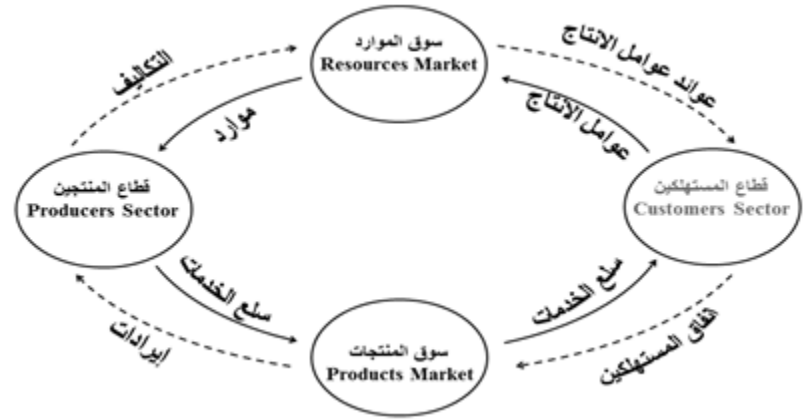 سوق الموارد
Resources Market
التكاليف
عوائد عوامل الانتاج
موارد
عوامل الانتاج
قطاع المنتجين
Producers Sector
قطاع المستهلكين
Customers Sector
سلع الخدمات
سلع الخدمات
إيرادات
انفاق المستهلكين
سوق المنتجات
Products Market